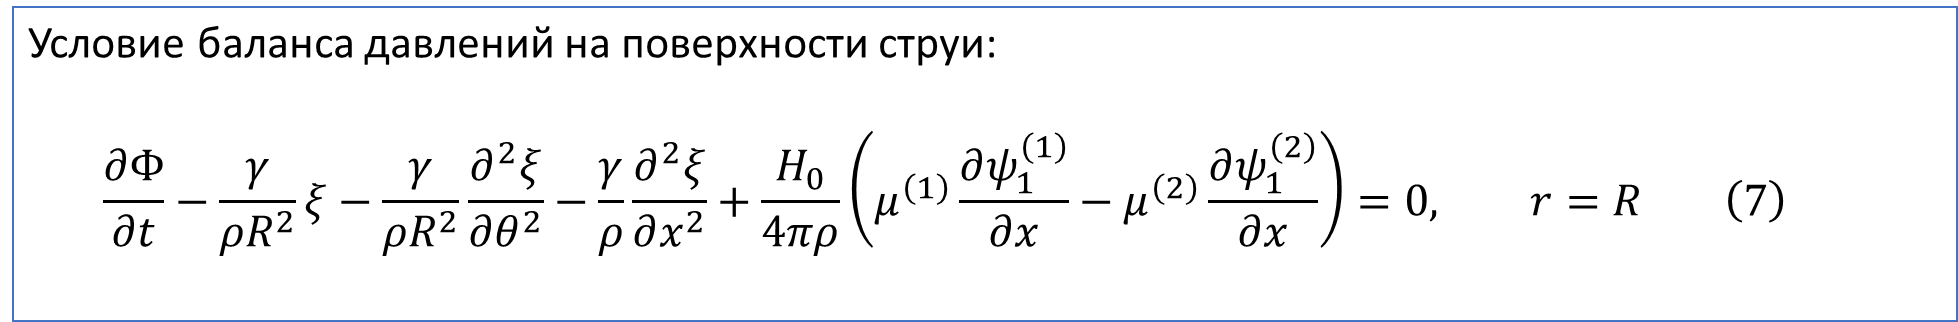 Условие баланса давлений на поверхности струи:
∂Φ/∂t − γ/(ρR²) ξ − γ/(ρR²) ∂²ξ/∂θ² − γ/ρ ∂²ξ/∂x² + H₀/(4πρ) (μ⁽¹⁾ ∂ψ₁⁽¹⁾/∂x − μ⁽²⁾ ∂ψ₁⁽²⁾/∂x) = 0, r = R (7)